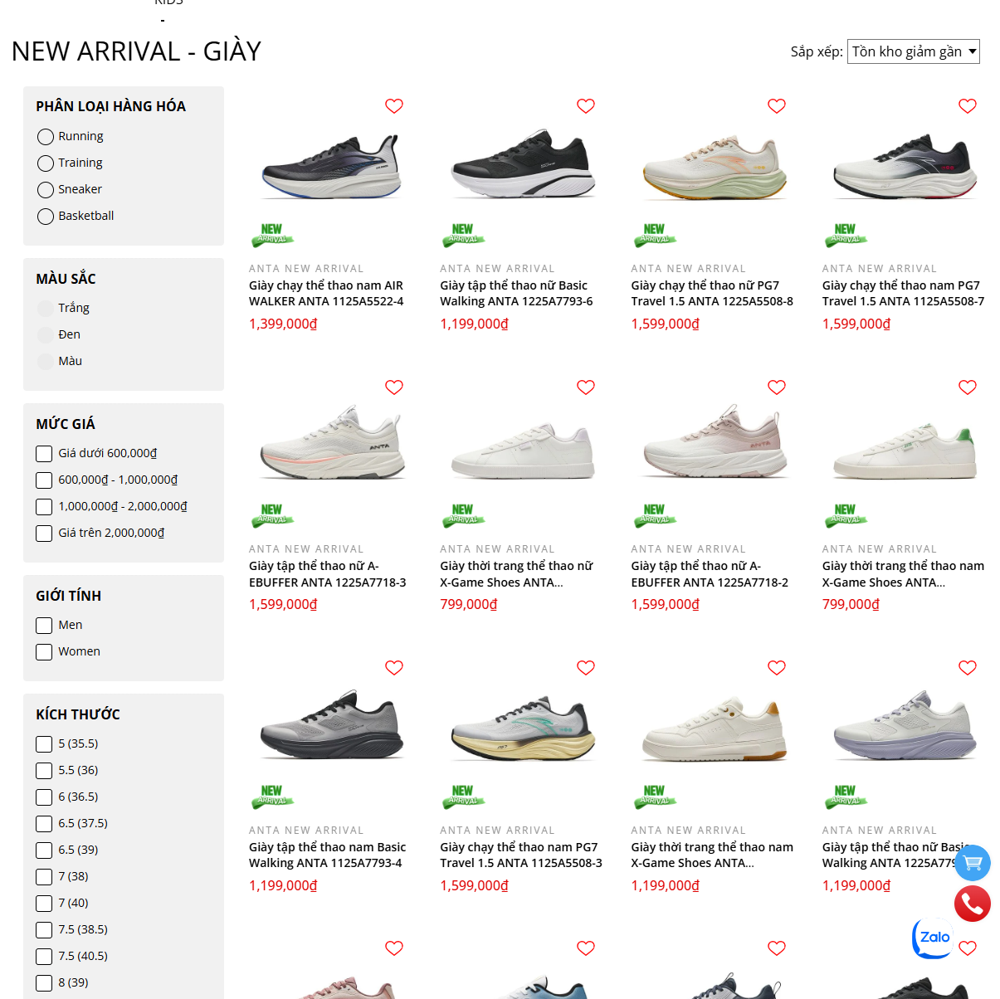 KIDS
-
NEW ARRIVAL - GIÀY
Sắp xếp: Tồn kho giảm gần
PHÂN LOẠI HÀNG HÓA
Running
Training
Sneaker
Basketball
MÀU SẮC
Trắng
Đen
Màu
MỨC GIÁ
Giá dưới 600,000₫
600,000₫ - 1,000,000₫
1,000,000₫ - 2,000,000₫
Giá trên 2,000,000₫
GIỚI TÍNH
Men
Women
KÍCH THƯỚC
5 (35.5)
5.5 (36)
6 (36.5)
6.5 (37.5)
6.5 (39)
7 (38)
7 (40)
7.5 (38.5)
7.5 (40.5)
8 (39)
NEW ARRIVAL
ANTA NEW ARRIVAL
Giày chạy thể thao nam AIR
WALKER ANTA 1125A5522-4
1,399,000₫
NEW ARRIVAL
ANTA NEW ARRIVAL
Giày tập thể thao nữ Basic
Walking ANTA 1225A7793-6
1,199,000₫
NEW ARRIVAL
ANTA NEW ARRIVAL
Giày chạy thể thao nữ PG7
Travel 1.5 ANTA 1225A5508-8
1,599,000₫
NEW ARRIVAL
ANTA NEW ARRIVAL
Giày chạy thể thao nam PG7
Travel 1.5 ANTA 1125A5508-7
1,599,000₫
ANTA
NEW ARRIVAL
ANTA NEW ARRIVAL
Giày tập thể thao nữ A-
EBUFFER ANTA 1225A7718-3
1,599,000₫
NEW ARRIVAL
ANTA NEW ARRIVAL
Giày thời trang thể thao nữ
X-Game Shoes ANTA...
799,000₫
ANTA
NEW ARRIVAL
ANTA NEW ARRIVAL
Giày tập thể thao nữ A-
EBUFFER ANTA 1225A7718-2
1,599,000₫
NEW ARRIVAL
ANTA NEW ARRIVAL
Giày thời trang thể thao nam
X-Game Shoes ANTA...
799,000₫
NEW ARRIVAL
ANTA NEW ARRIVAL
Giày tập thể thao nam Basic
Walking ANTA 1125A7793-4
1,199,000₫
NEW ARRIVAL
ANTA NEW ARRIVAL
Giày chạy thể thao nam PG7
Travel 1.5 ANTA 1125A5508-3
1,599,000₫
NEW ARRIVAL
ANTA NEW ARRIVAL
Giày thời trang thể thao nam
X-Game Shoes ANTA...
1,199,000₫
NEW ARRIVAL
ANTA NEW ARRIVAL
Giày tập thể thao nữ Basic
Walking ANTA 1225A779
1,199,000₫
Zalo